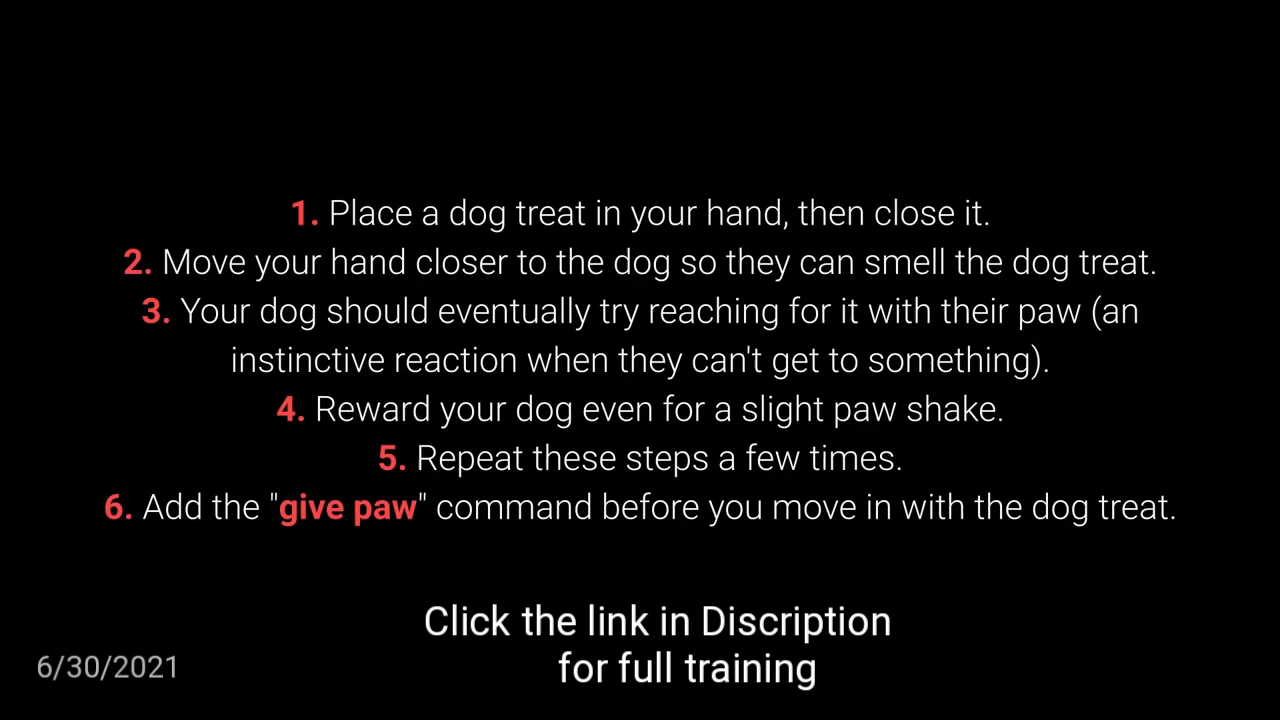 1. Place a dog treat in your hand, then close it.
2. Move your hand closer to the dog so they can smell the dog treat.
3. Your dog should eventually try reaching for it with their paw (an
instinctive reaction when they can't get to something).
4. Reward your dog even for a slight paw shake.
5. Repeat these steps a few times.
6. Add the "give paw" command before you move in with the dog treat.
Click the link in Discription
for full training
6/30/2021